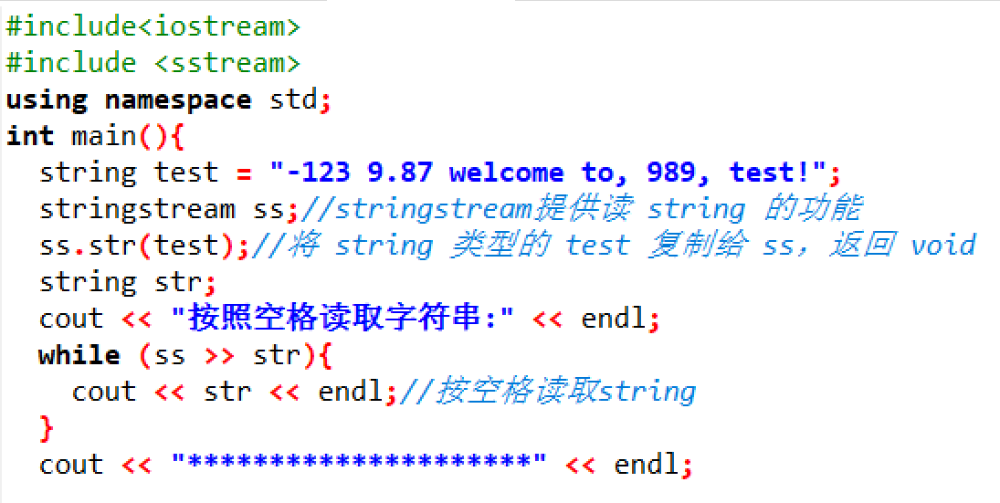 #include<iostream>
#include <sstream>
using namespace std;
int main(){
  string test = "-123 9.87 welcome to, 989, test!";
  stringstream ss;//stringstream提供读 string 的功能
  ss.str(test);//将 string 类型的 test 复制给 ss，返回 void
  string str;
  cout << "按照空格读取字符串:" << endl;
  while (ss >> str){
    cout << str << endl;//按空格读取string
  }
  cout << "*********************" << endl;